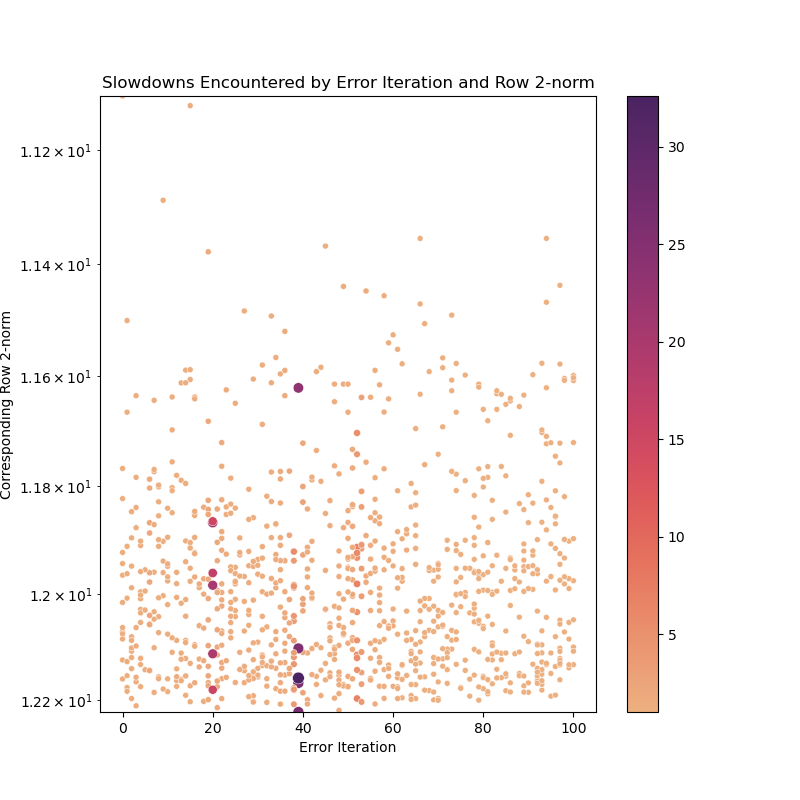 Slowdowns Encountered by Error Iteration and Row 2-norm
1.12 × 10¹
1.14 × 10¹
1.16 × 10¹
1.18 × 10¹
1.2 × 10¹
1.22 × 10¹
Corresponding Row 2-norm
0 20 40 60 80 100
Error Iteration
30
25
20
15
10
5